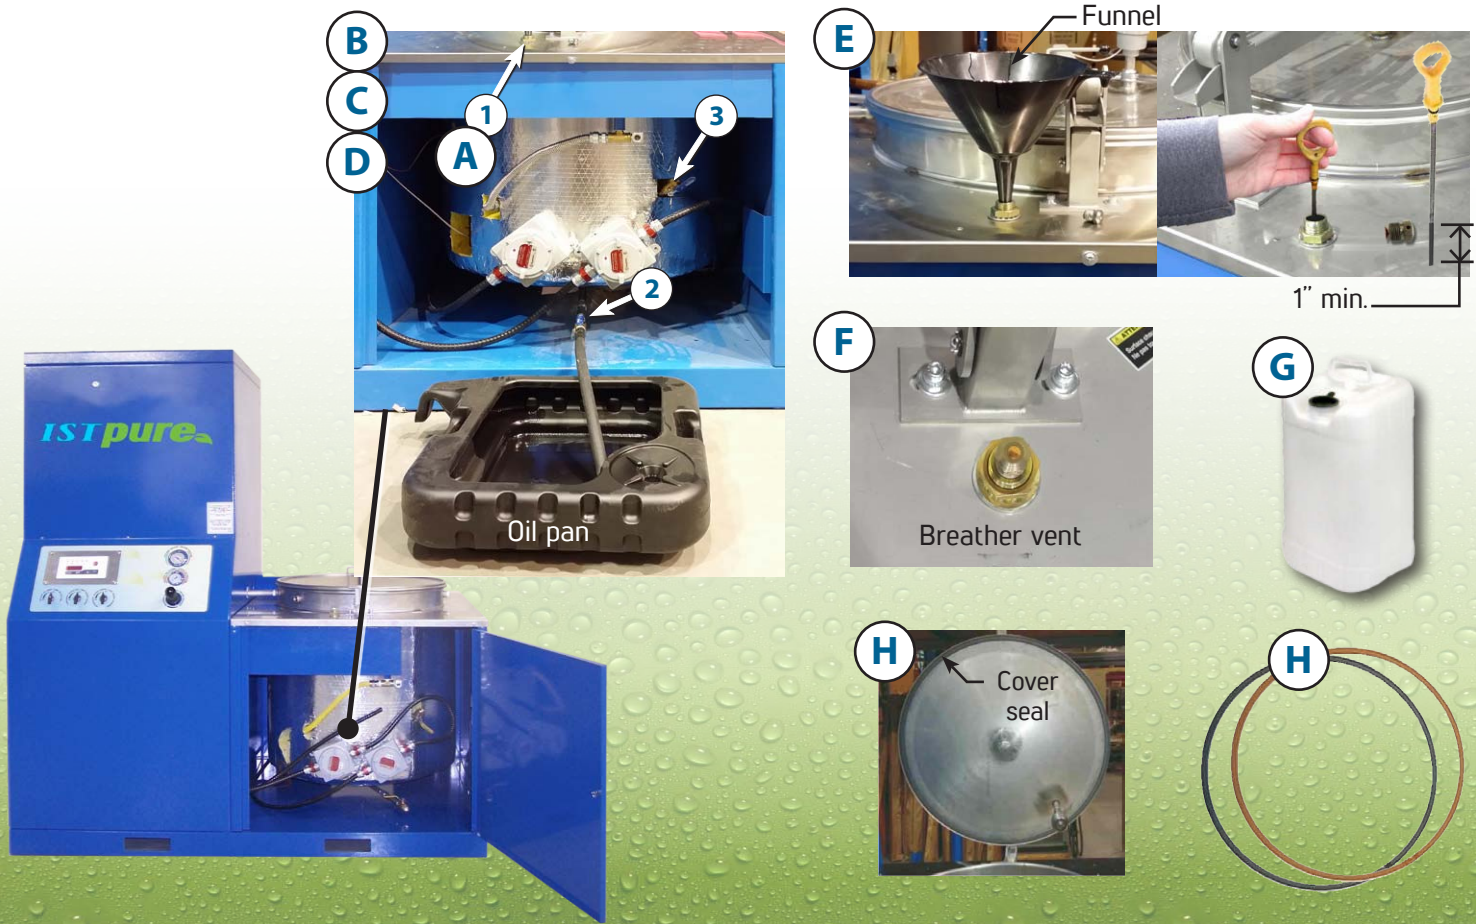 B
C
D
A
1
2
3
Oil pan
E
Funnel
1” min.
F
Breather vent
G
H
Cover
seal
H
ISTpure